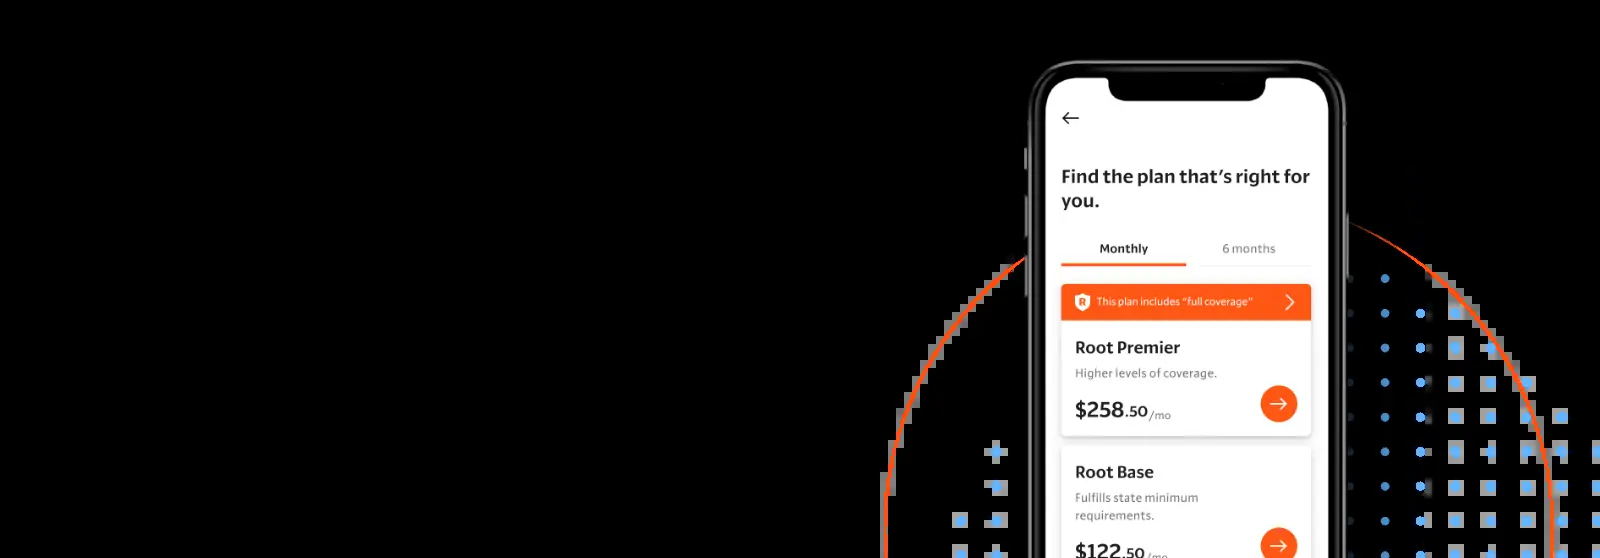 Find the plan that's right for
you.
Monthly 6 months
R This plan includes "full coverage"
Root Premier
Higher levels of coverage.
$258.50/mo
Root Base
Fulfills state minimum
requirements.
$122.50/mo